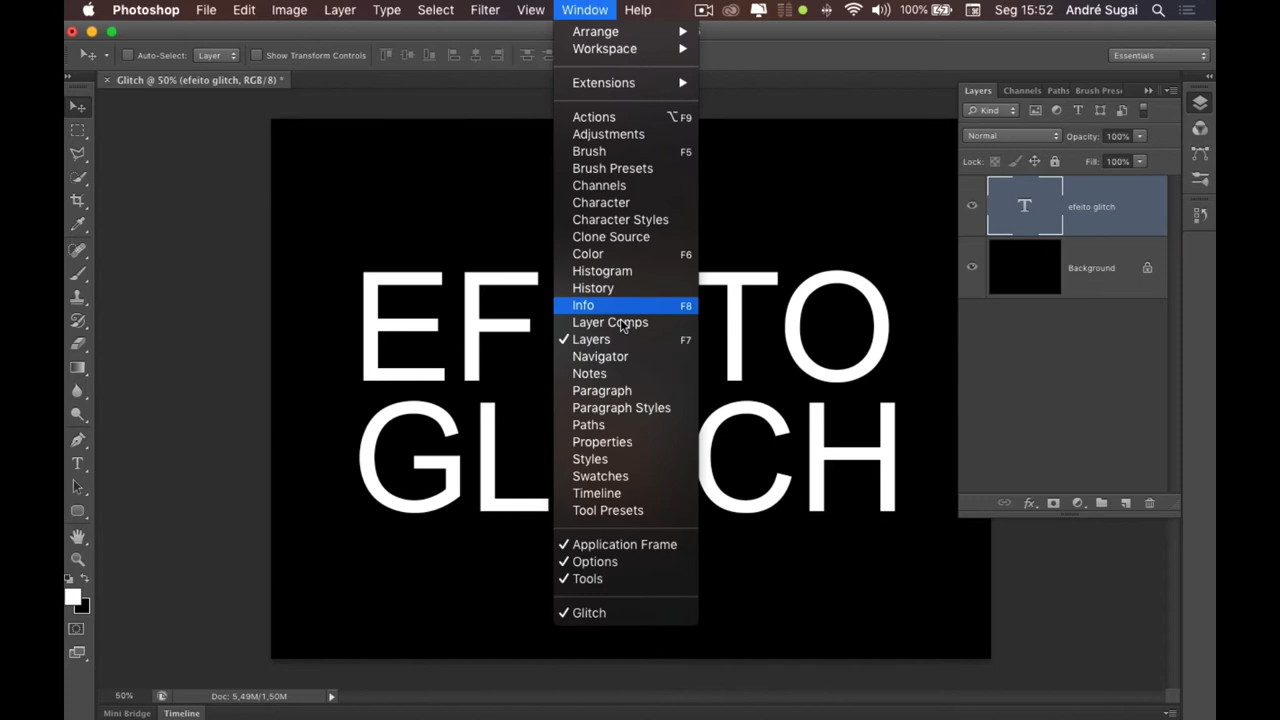 Photoshop File Edit Image Layer Type Select Filter View Window Help 100% Seg 15:52 André Sugai
Auto-Select: Layer Show Transform Controls Essentials
× Glitch @ 50% (efeito glitch, RGB/8) *
Arrange
Workspace
Extensions
Actions ⌥F9
Adjustments
Brush F5
Brush Presets
Channels
Character
Character Styles
Clone Source
Color F6
Histogram
History
Info F8
Layer Comps
Layers F7
Navigator
Notes
Paragraph
Paragraph Styles
Paths
Properties
Styles
Swatches
Timeline
Tool Presets
Application Frame
Options
Tools
Glitch
Layers Channels Paths Brush Pres
Kind
Normal Opacity: 100%
Lock: Fill: 100%
T efeito glitch
Background
EF TO
GL CH
50% Doc: 5,49M/1,50M
Mini Bridge Timeline